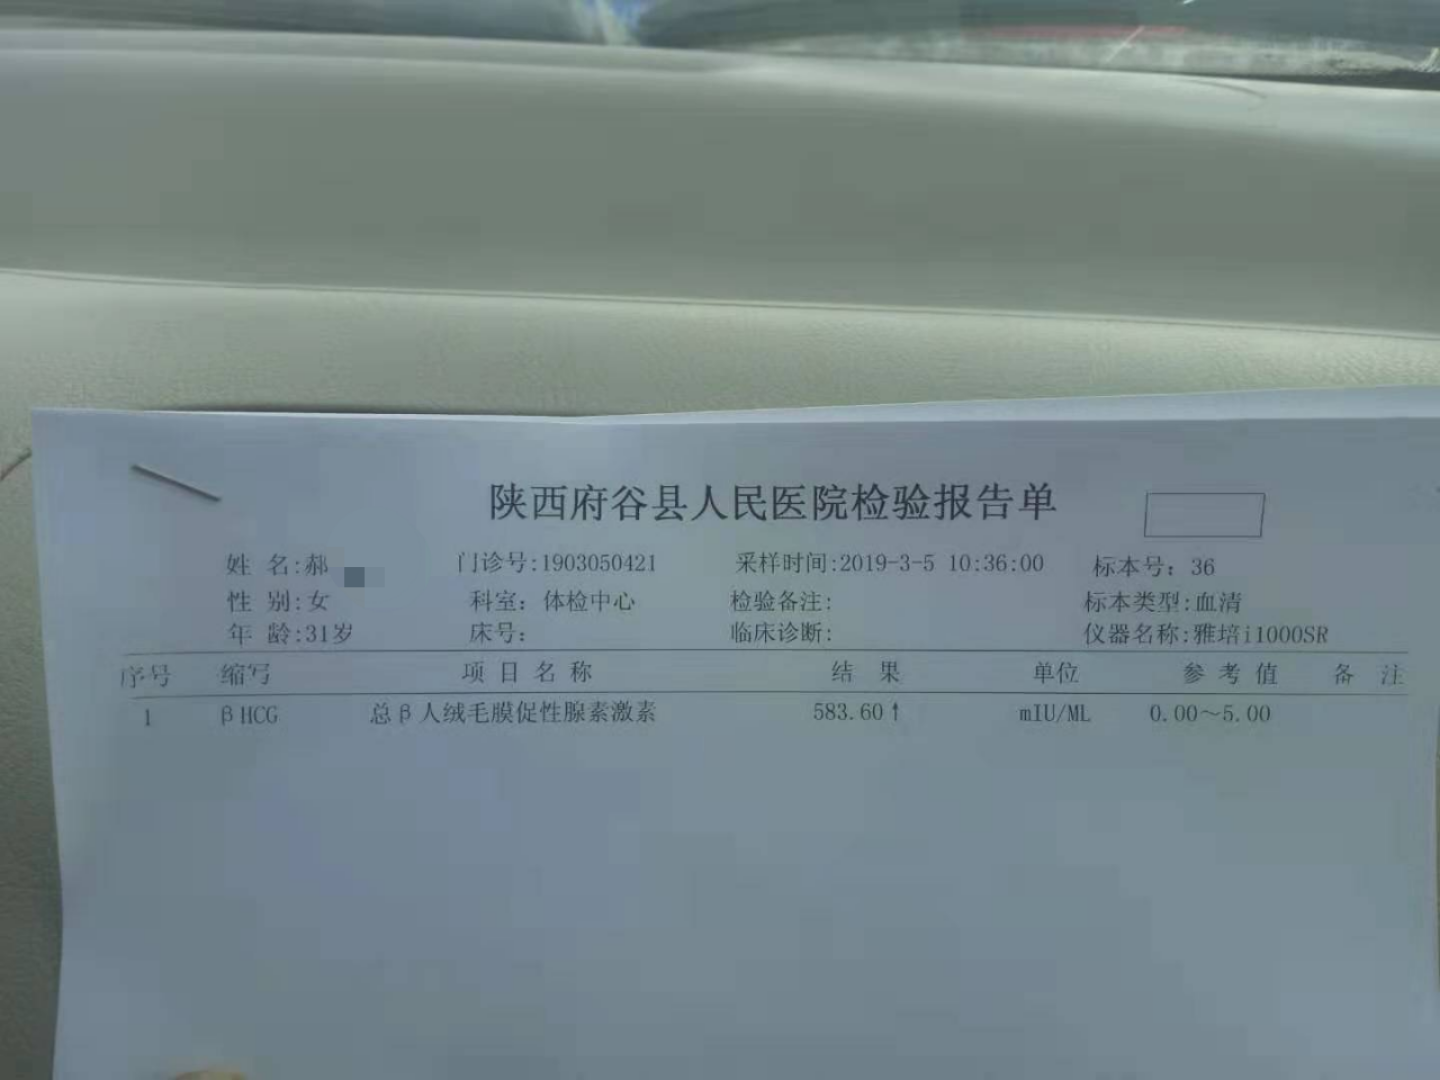 陕西府谷县人民医院检验报告单
姓 名:郝 门诊号:1903050421 采样时间:2019-3-5 10:36:00 标本号: 36
性 别:女 科室: 体检中心 检验备注: 标本类型:血清
年 龄:31岁 床号: 临床诊断: 仪器名称:雅培i1000SR
序号 缩写 项 目 名 称 结 果 单位 参 考 值 备 注
1 βHCG 总β人绒毛膜促性腺素激素 583.60↑ mIU/ML 0.00~5.00